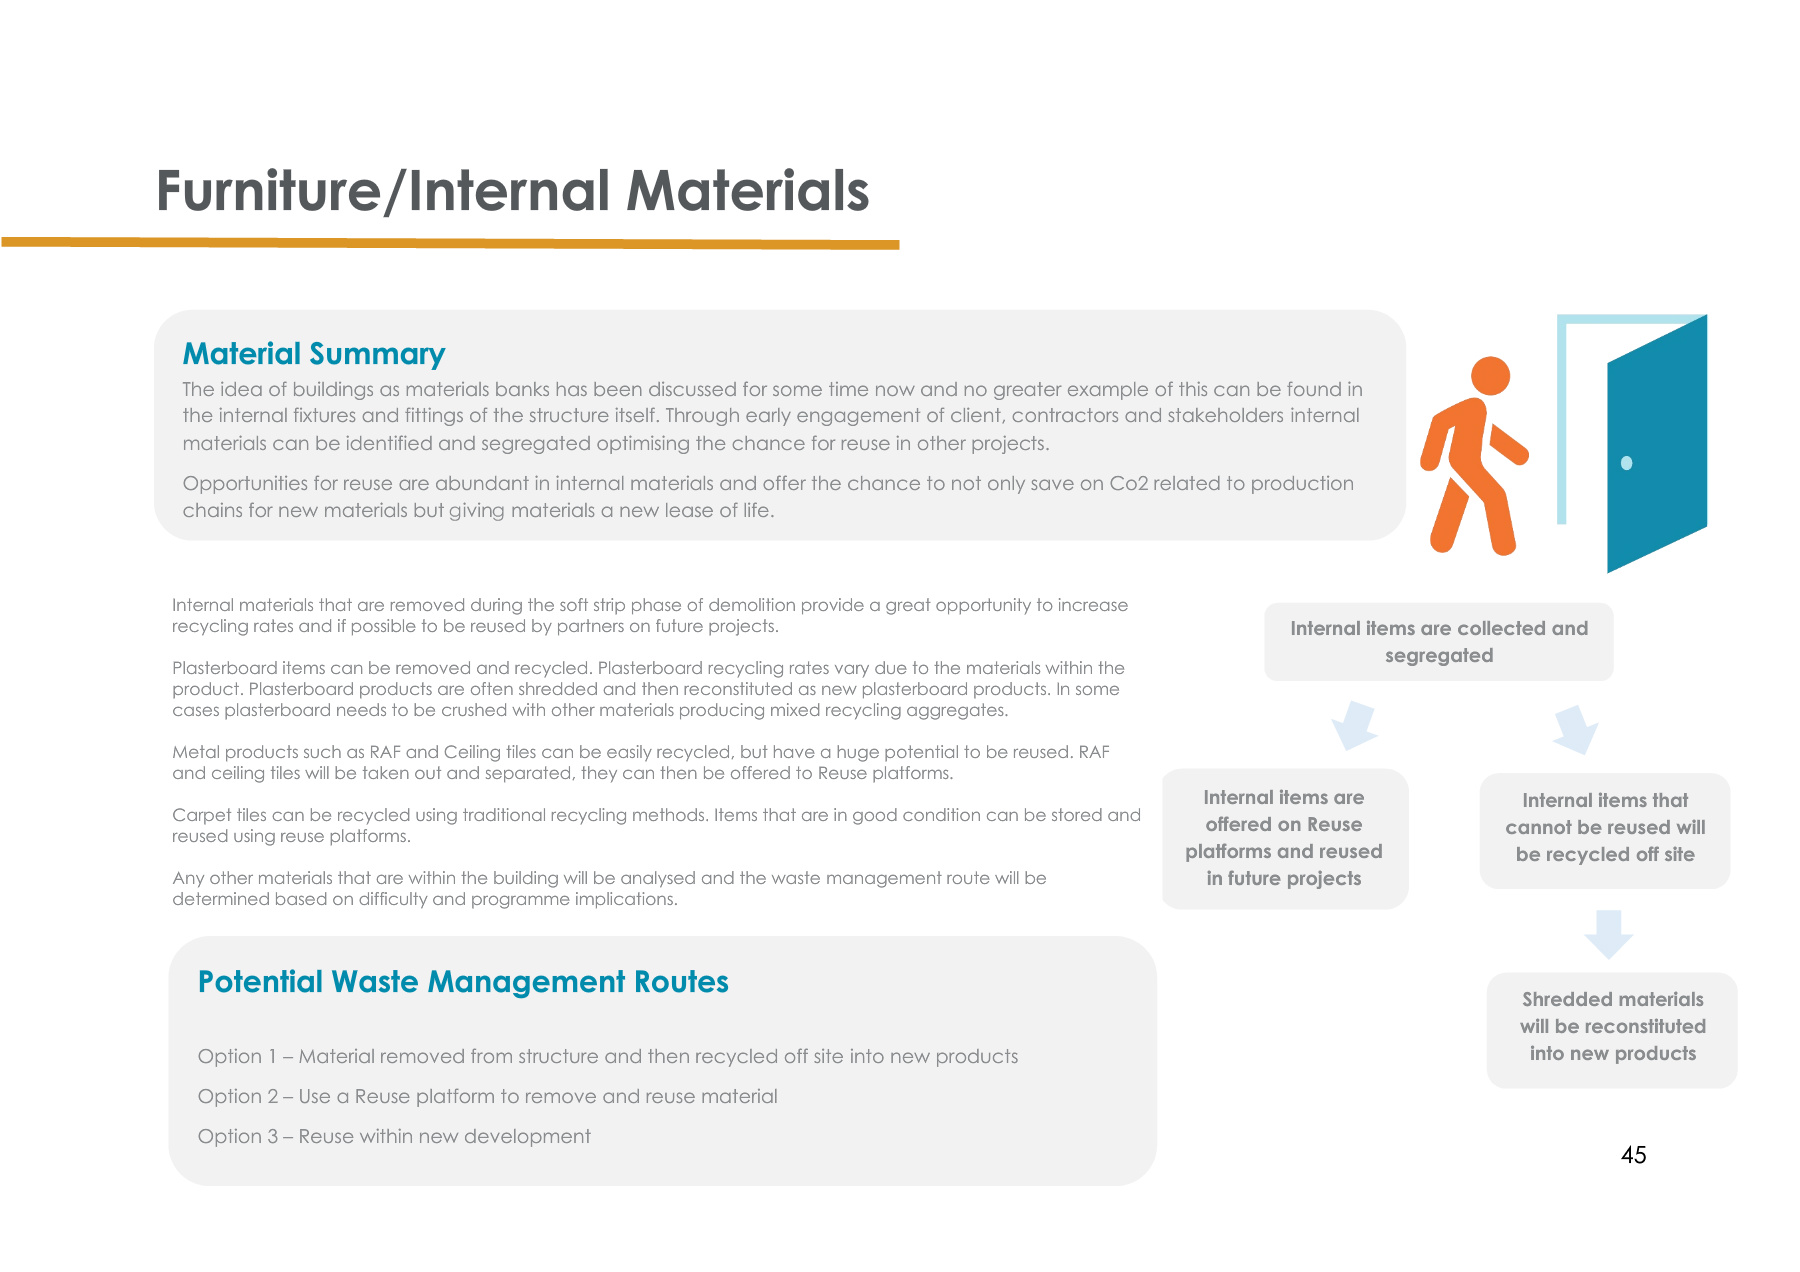 Furniture/Internal Materials
Material Summary
The idea of buildings as materials banks has been discussed for some time now and no greater example of this can be found in
the internal fixtures and fittings of the structure itself. Through early engagement of client, contractors and stakeholders internal
materials can be identified and segregated optimising the chance for reuse in other projects.
Opportunities for reuse are abundant in internal materials and offer the chance to not only save on Co2 related to production
chains for new materials but giving materials a new lease of life.
Internal materials that are removed during the soft strip phase of demolition provide a great opportunity to increase
recycling rates and if possible to be reused by partners on future projects.
Plasterboard items can be removed and recycled. Plasterboard recycling rates vary due to the materials within the
product. Plasterboard products are often shredded and then reconstituted as new plasterboard products. In some
cases plasterboard needs to be crushed with other materials producing mixed recycling aggregates.
Metal products such as RAF and Ceiling tiles can be easily recycled, but have a huge potential to be reused. RAF
and ceiling tiles will be taken out and separated, they can then be offered to Reuse platforms.
Carpet tiles can be recycled using traditional recycling methods. Items that are in good condition can be stored and
reused using reuse platforms.
Any other materials that are within the building will be analysed and the waste management route will be
determined based on difficulty and programme implications.
Potential Waste Management Routes
Option 1 – Material removed from structure and then recycled off site into new products
Option 2 – Use a Reuse platform to remove and reuse material
Option 3 – Reuse within new development
Internal items are collected and
segregated
Internal items are
offered on Reuse
platforms and reused
in future projects
Internal items that
cannot be reused will
be recycled off site
Shredded materials
will be reconstituted
into new products
45